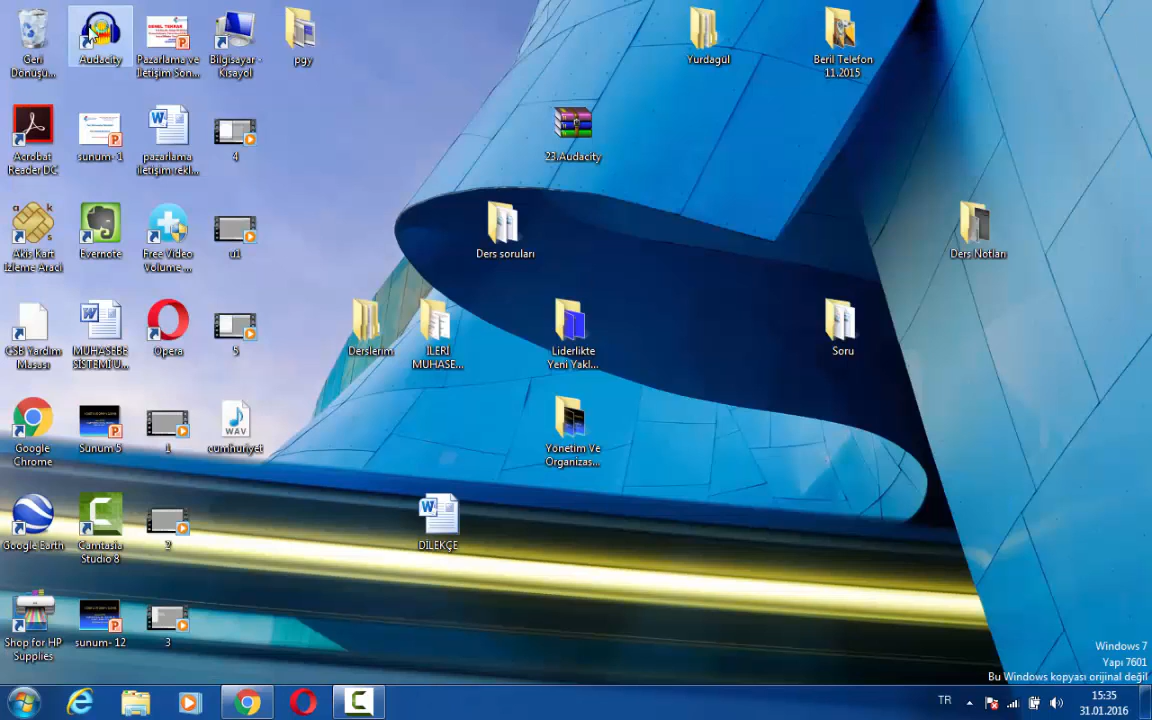 Geri
Dönüşü...
Audacity
Pazarlama ve
iletişim Son...
Bilgisayar -
Kısayol
pgy
Yurdagül
Beril Telefon
11.2015
Acrobat
Reader DC
sunum-1
pazarlama
iletişim rekl...
4
23.Audacity
Akis Kart
İzleme Aracı
Evernote
Free Video
Volume ...
u1
Ders soruları
Ders Notları
CSB Yardım
Masası
MUHASEBE
SİSTEMİ U...
Opera
5
Derslerim
İLERİ
MUHASE...
Liderlikte
Yeni Yakl...
Soru
Google
Chrome
Sunum5
1
WAV
cumhuriyet
Yönetim Ve
Organizas...
Google Earth
Camtasia
Studio 8
2
DİLEKÇE
Shop for HP
Supplies
sunum- 12
3
Windows 7
Yapı 7601
Bu Windows kopyası orijinal değil
TR
15:35
31.01.2016